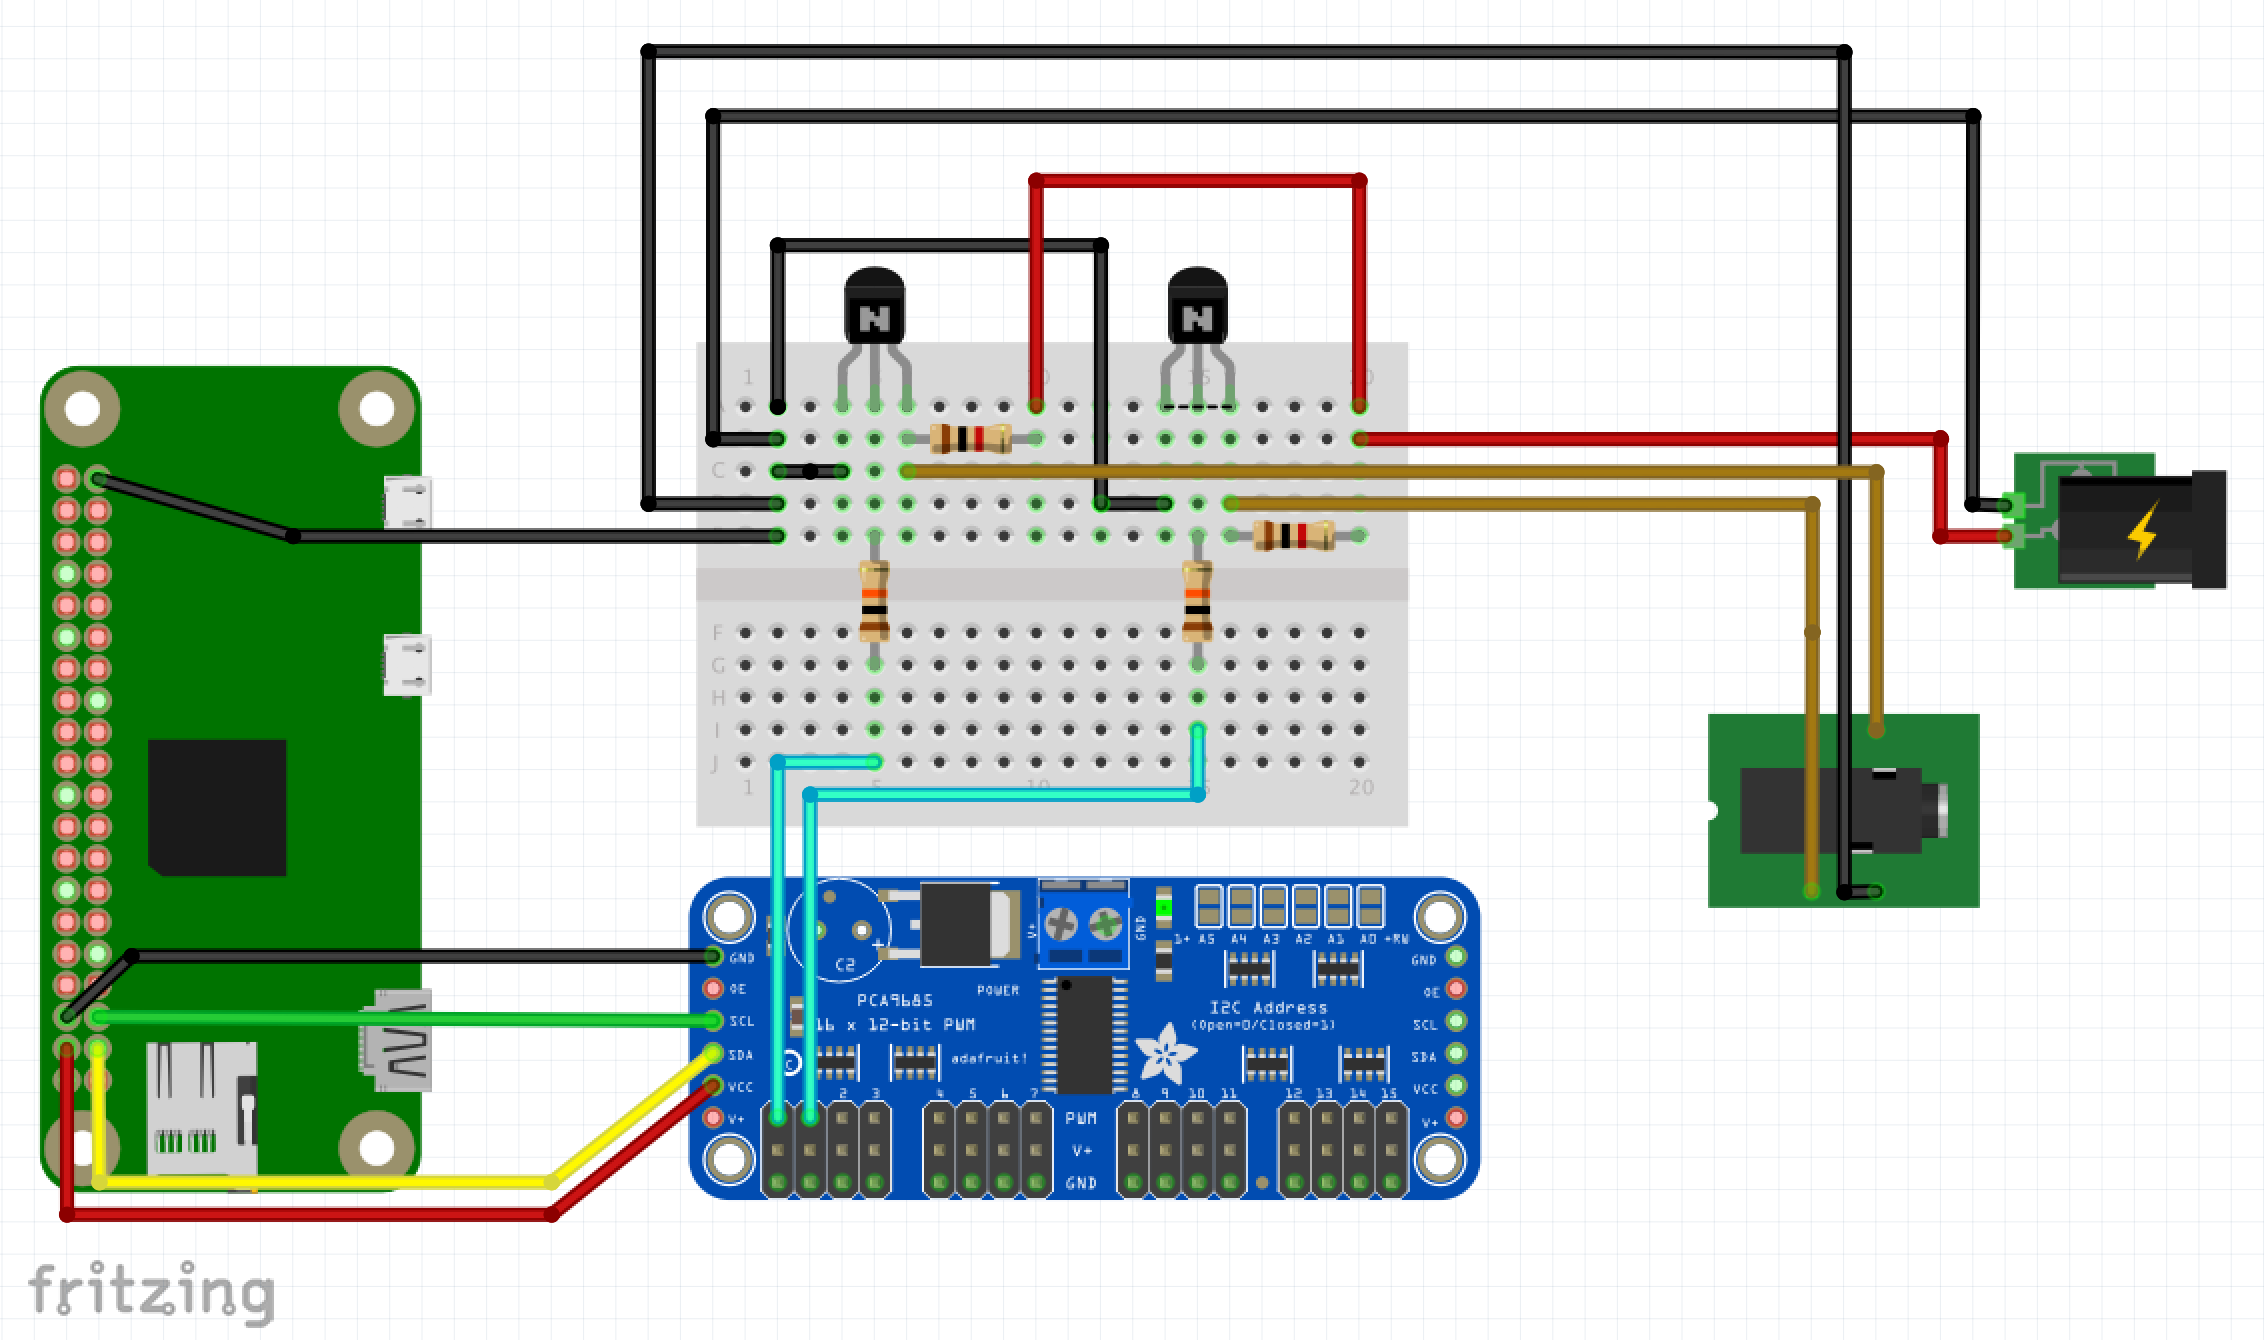 N N
1 5 10 15 20
C
F
G
H
I
J
1 5 10 15 20
V+ GND
1+ A5 A4 A3 A2 A1 A0 +RW
GND C2 GND
OE PCA9685 POWER I2C Address OE
SCL 16 x 12-bit PWM (Open=0/Closed=1) SCL
SDA adafruit! SDA
VCC 2 3 4 5 6 7 8 9 10 11 12 13 14 15 VCC
V+ PWM V+
V+
GND
fritzing